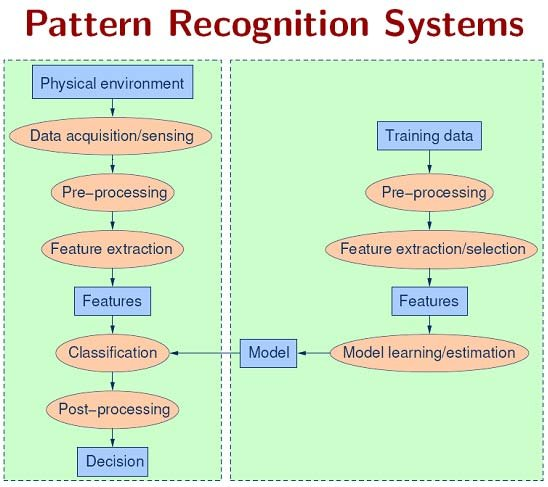 Pattern Recognition Systems
Physical environment
Data acquisition/sensing
Pre−processing
Feature extraction
Features
Classification
Post−processing
Decision
Training data
Pre−processing
Feature extraction/selection
Features
Model learning/estimation
Model